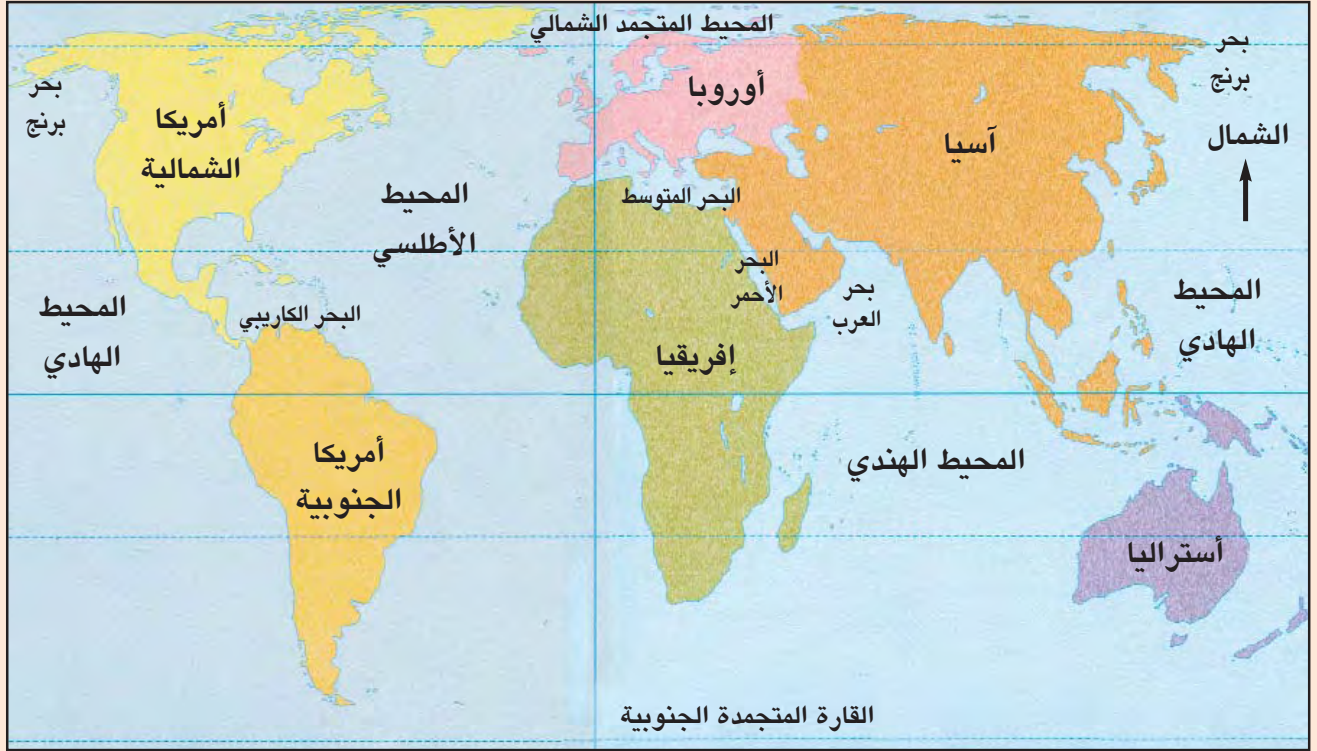 المحيط المتجمد الشمالي
بحر
برنج
بحر
برنج
أوروبا
أمريكا
الشمالية
آسيا
الشمال
المحيط
الأطلسي
البحر المتوسط
البحر
الأحمر
بحر
العرب
المحيط
الهادي
المحيط
الهادي
البحر الكاريبي
إفريقيا
أمريكا
الجنوبية
المحيط الهندي
أستراليا
القارة المتجمدة الجنوبية